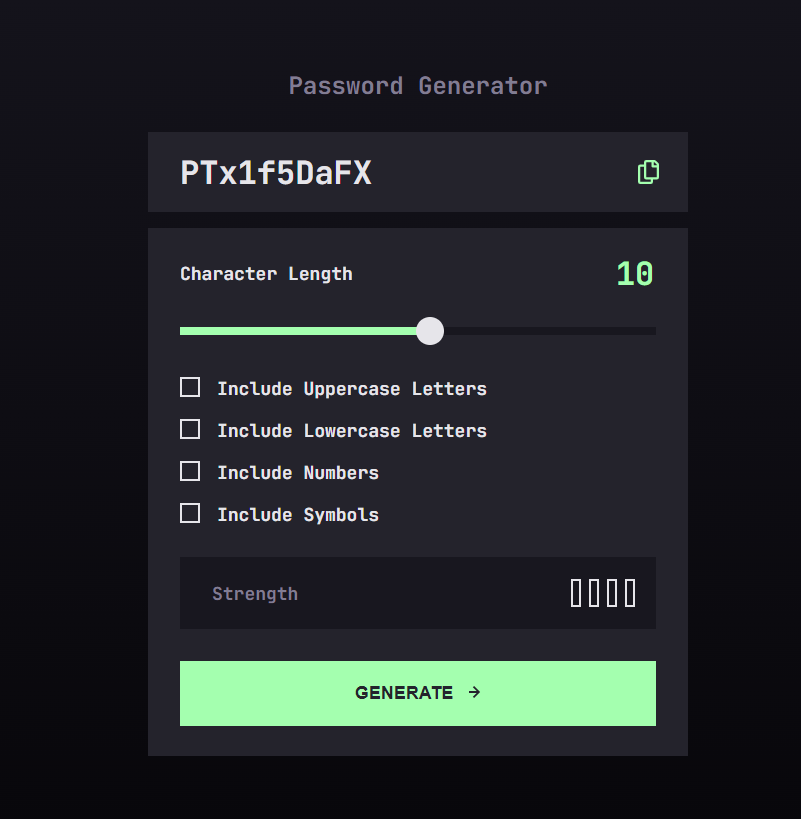 Password Generator
PTx1f5DaFX
Character Length
10
Include Uppercase Letters
Include Lowercase Letters
Include Numbers
Include Symbols
Strength
GENERATE →